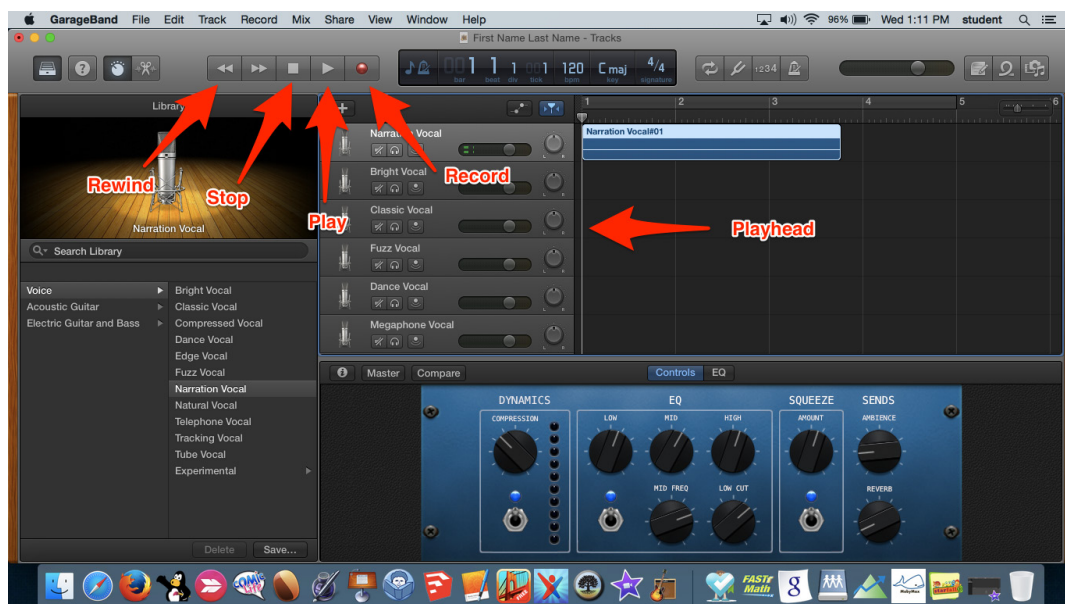 GarageBand File Edit Track Record Mix Share View Window Help 96% Wed 1:11 PM student
First Name Last Name - Tracks
001 1 1 001 120 C maj 4/4
bar beat div tick bpm key signature
1234
Library
1 2 3 4 5 6
Narration Vocal
Narration Vocal#01
Bright Vocal
Rewind
Stop
Play
Record
Playhead
Classic Vocal
Narration Vocal
Search Library
Fuzz Vocal
Dance Vocal
Megaphone Vocal
Voice
Acoustic Guitar
Electric Guitar and Bass
Bright Vocal
Classic Vocal
Compressed Vocal
Dance Vocal
Edge Vocal
Fuzz Vocal
Narration Vocal
Natural Vocal
Telephone Vocal
Tracking Vocal
Tube Vocal
Experimental
Delete Save...
Master Compare Controls EQ
DYNAMICS EQ SQUEEZE SENDS
COMPRESSION LOW MID HIGH AMOUNT AMBIENCE
MID FREQ LOW CUT REVERB
L R
COMIC
FREE
FASTT
Math
g